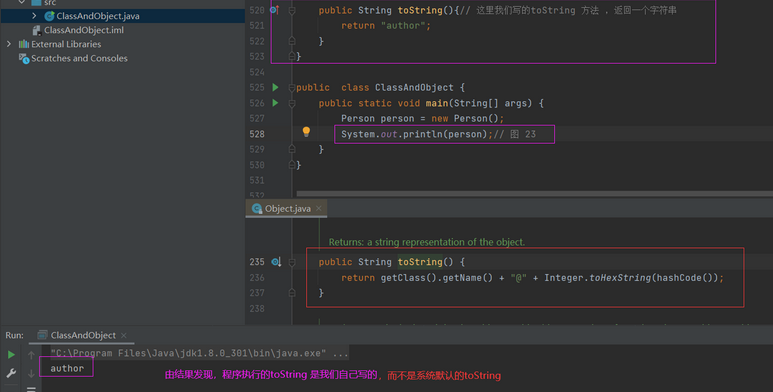 src
ClassAndObject.java
ClassAndObject.iml
External Libraries
Scratches and Consoles
520 public String toString(){// 这里我们写的toString 方法 ，返回一个字符串
521 return "author";
522 }
523 }
524
525 public class ClassAndObject {
526 public static void main(String[] args) {
527 Person person = new Person();
528 System.out.println(person);// 图 23
529 }
530 }
531
532
Object.java
Returns: a string representation of the object.
235 public String toString() {
236 return getClass().getName() + "@" + Integer.toHexString(hashCode());
237 }
238
Run: ClassAndObject
"C:\Program Files\Java\jdk1.8.0_301\bin\java.exe" ...
author
由结果发现，程序执行的toString 是我们自己写的，而不是系统默认的toString